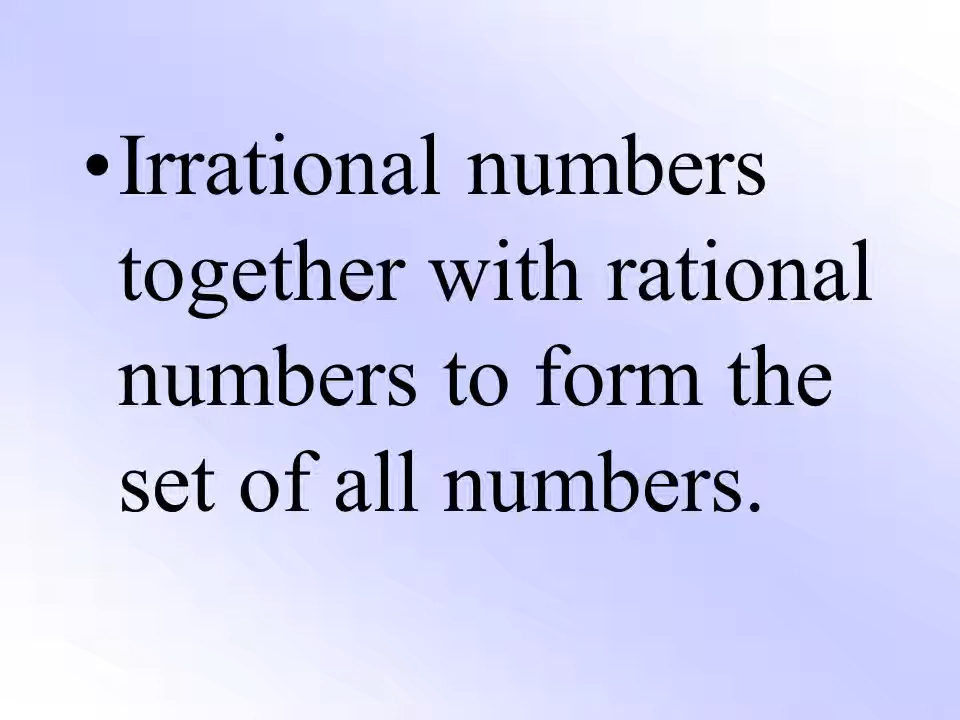 •Irrational numbers
together with rational
numbers to form the
set of all numbers.